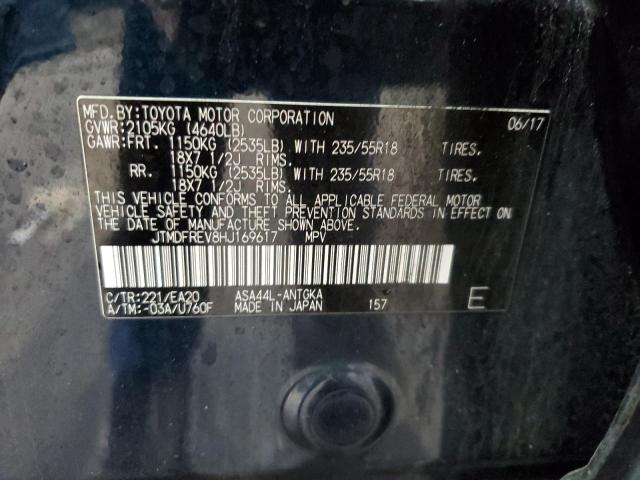 MFD.BY:TOYOTA MOTOR CORPORATION 06/17
GVWR:2105KG (4640LB)
GAWR:FRT. 1150KG (2535LB) WITH 235/55R18 TIRES,
18X7 1/2J RIMS.
RR. 1150KG (2535LB) WITH 235/55R18 TIRES,
18X7 1/2J RIMS.
THIS VEHICLE CONFORMS TO ALL APPLICABLE FEDERAL MOTOR
VEHICLE SAFETY AND THEFT PREVENTION STANDARDS IN EFFECT ON
THE DATE OF MANUFACTURE SHOWN ABOVE.
JTMDFREV8HJ169617 MPV
C/TR:221/EA20 ASA44L-ANTGKA
A/TM:-03A/U760F MADE IN JAPAN 157 E